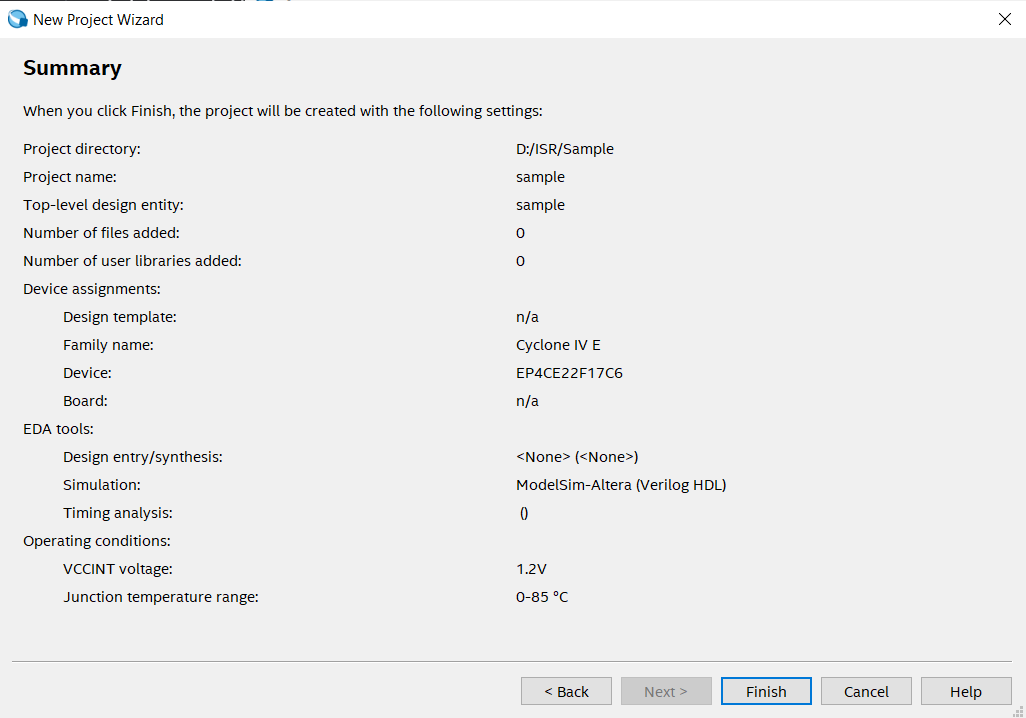 New Project Wizard
Summary
When you click Finish, the project will be created with the following settings:
Project directory: D:/ISR/Sample
Project name: sample
Top-level design entity: sample
Number of files added: 0
Number of user libraries added: 0
Device assignments:
Design template: n/a
Family name: Cyclone IV E
Device: EP4CE22F17C6
Board: n/a
EDA tools:
Design entry/synthesis: <None> (<None>)
Simulation: ModelSim-Altera (Verilog HDL)
Timing analysis: ()
Operating conditions:
VCCINT voltage: 1.2V
Junction temperature range: 0-85 °C
< Back Next > Finish Cancel Help